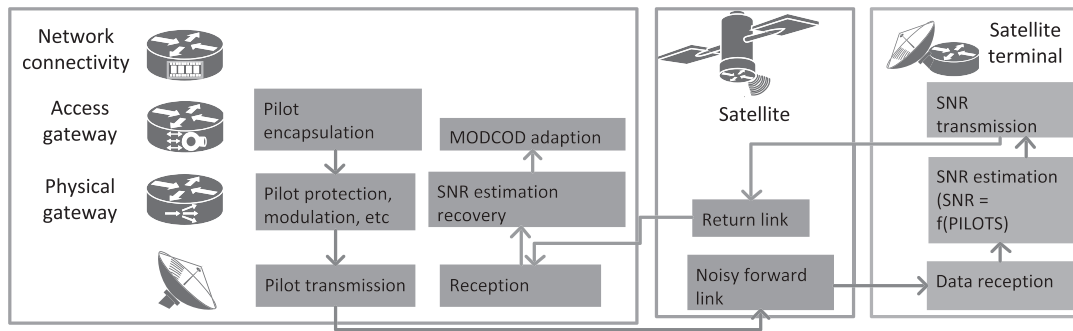 Network
connectivity
Access
gateway
Physical
gateway
Pilot
encapsulation
Pilot protection,
modulation, etc
Pilot transmission
MODCOD adaption
SNR estimation
recovery
Reception
Satellite
Return link
Noisy forward
link
Satellite
terminal
SNR
transmission
SNR estimation
(SNR =
f(PILOTS)
Data reception